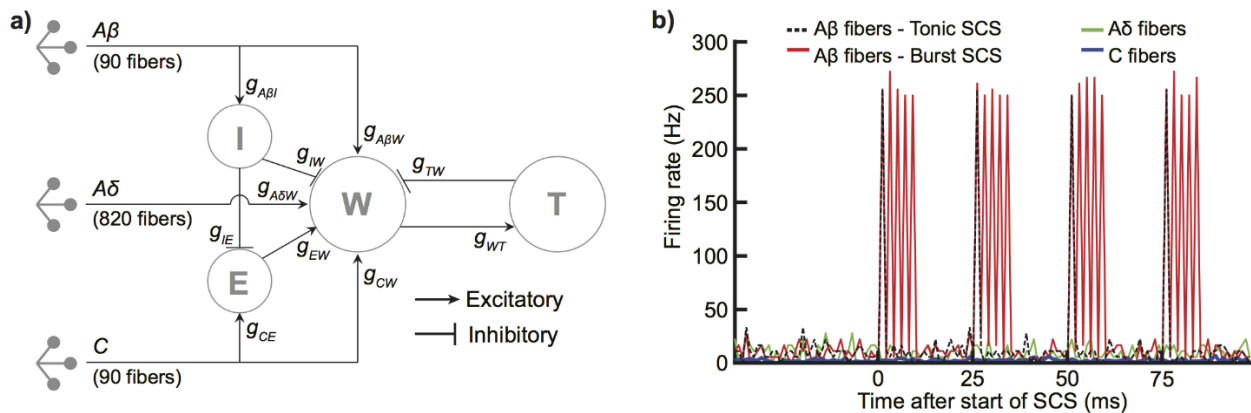 a)
Aβ
(90 fibers)
g_AβI
I
g_AβW
g_IW
g_TW
Aδ
(820 fibers)
g_AδW
W
T
g_IE
g_EW
g_WT
E
g_CW
g_CE
C
(90 fibers)
Excitatory
Inhibitory
b)
Aβ fibers - Tonic SCS
Aβ fibers - Burst SCS
Aδ fibers
C fibers
Firing rate (Hz)
300
250
200
150
100
50
0
0 25 50 75
Time after start of SCS (ms)